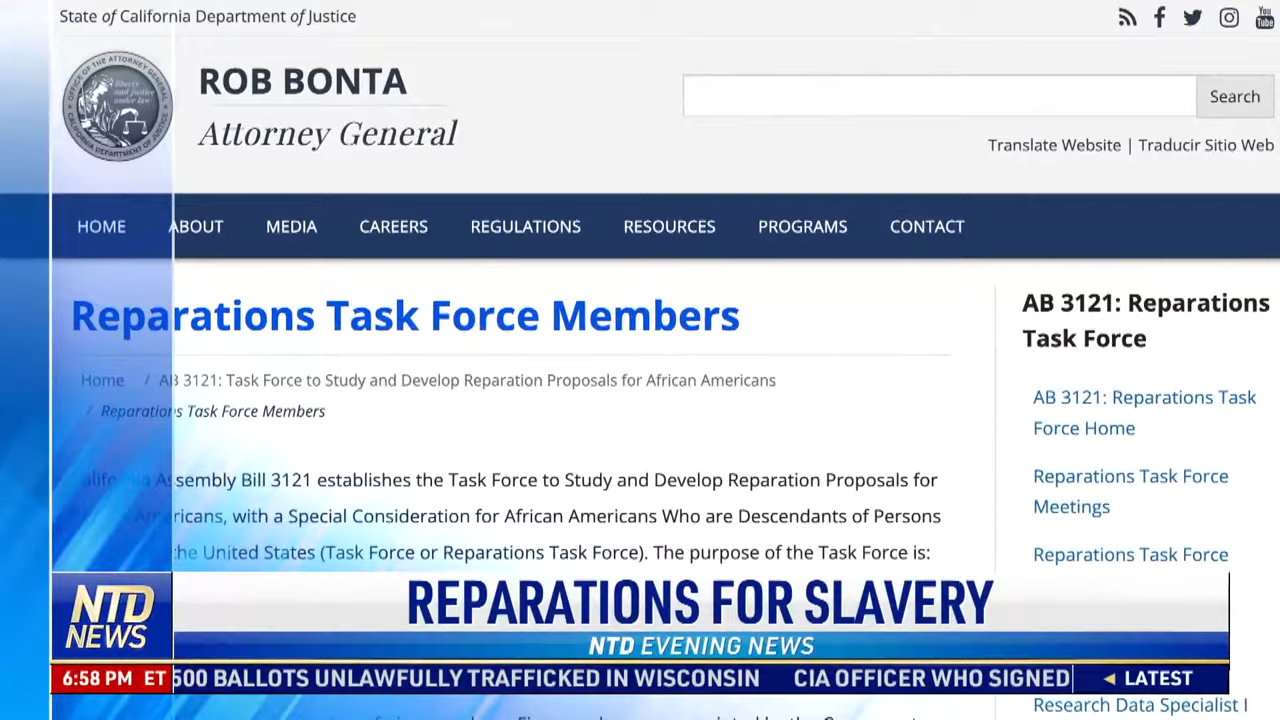 State of California Department of Justice
ROB BONTA
Attorney General
Search
Translate Website | Traducir Sitio Web
HOME ABOUT MEDIA CAREERS REGULATIONS RESOURCES PROGRAMS CONTACT
Reparations Task Force Members
Home / AB 3121: Task Force to Study and Develop Reparation Proposals for African Americans
/ Reparations Task Force Members
Assembly Bill 3121 establishes the Task Force to Study and Develop Reparation Proposals for
Americans, with a Special Consideration for African Americans Who are Descendants of Persons
the United States (Task Force or Reparations Task Force). The purpose of the Task Force is:
AB 3121: Reparations
Task Force
AB 3121: Reparations Task
Force Home
Reparations Task Force
Meetings
Reparations Task Force
Research Data Specialist I
NTD
NEWS
REPARATIONS FOR SLAVERY
NTD EVENING NEWS
6:58 PM ET 500 BALLOTS UNLAWFULLY TRAFFICKED IN WISCONSIN CIA OFFICER WHO SIGNED LATEST